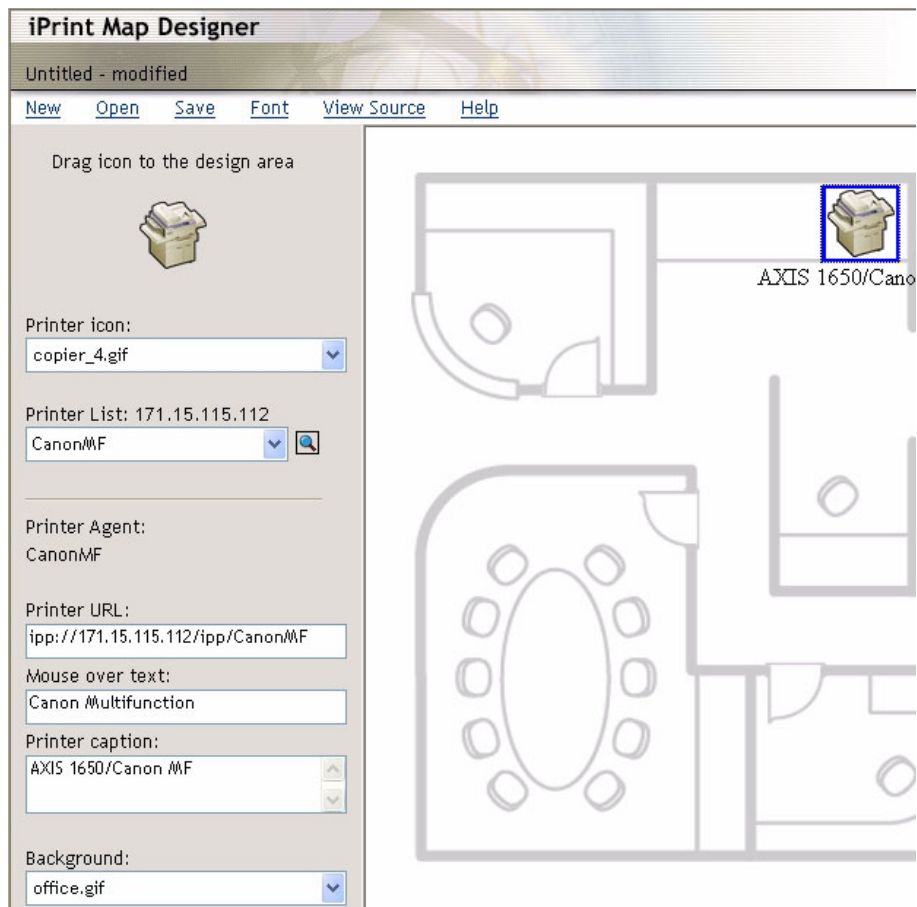 iPrint Map Designer
Untitled - modified
New Open Save Font View Source Help
Drag icon to the design area
Printer icon:
copier_4.gif
Printer List: 171.15.115.112
CanonMF
Printer Agent:
CanonMF
Printer URL:
ipp://171.15.115.112/ipp/CanonMF
Mouse over text:
Canon Multifunction
Printer caption:
AXIS 1650/Canon MF
Background:
office.gif
AXIS 1650/Cano